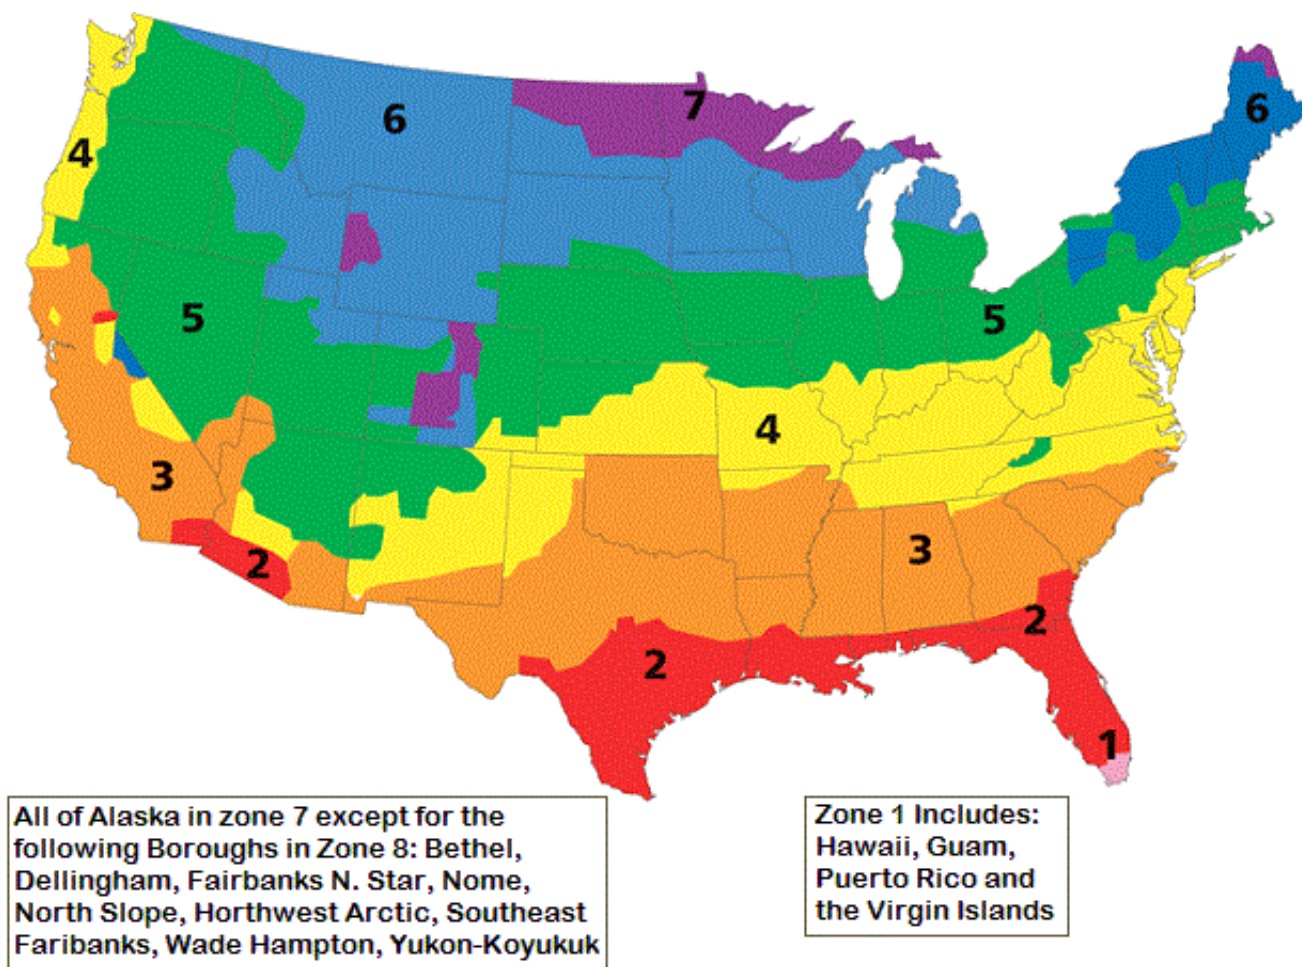 6
7
6
4
5
5
4
3
3
2
2
2
1
All of Alaska in zone 7 except for the
following Boroughs in Zone 8: Bethel,
Dellingham, Fairbanks N. Star, Nome,
North Slope, Horthwest Arctic, Southeast
Faribanks, Wade Hampton, Yukon-Koyukuk
Zone 1 Includes:
Hawaii, Guam,
Puerto Rico and
the Virgin Islands